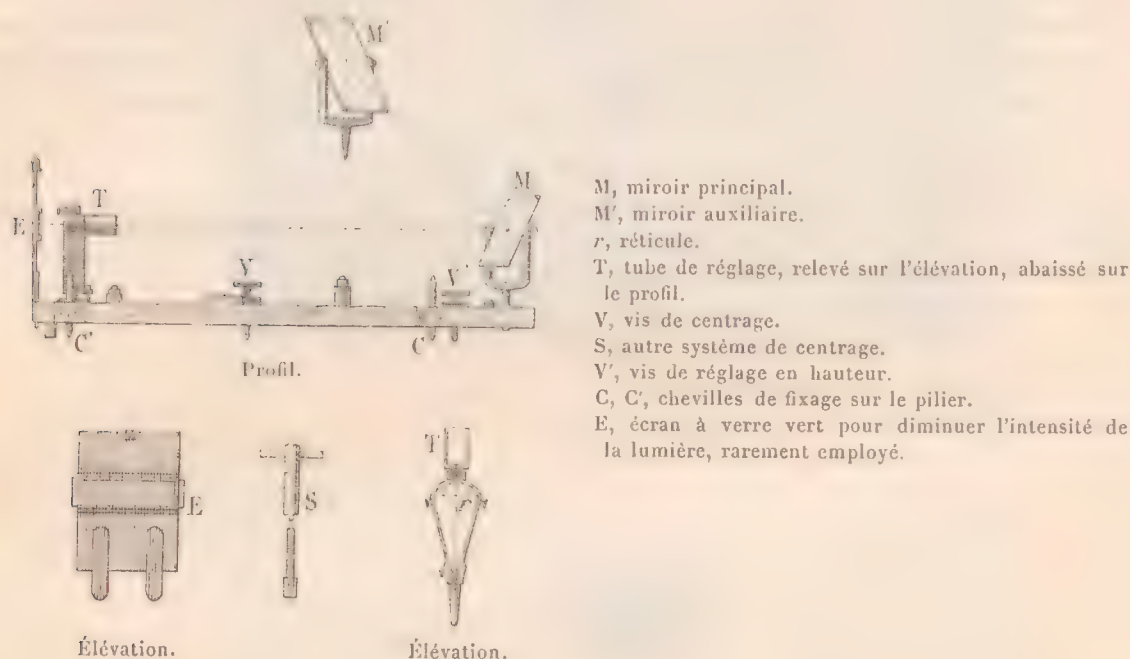 M'
E
T
V
V
M
C'
C
Profil.
M, miroir principal.
M′, miroir auxiliaire.
r, réticule.
T, tube de réglage, relevé sur l'élévation, abaissé sur
le profil.
V, vis de centrage.
S, autre système de centrage.
V′, vis de réglage en hauteur.
C, C′, chevilles de fixage sur le pilier.
E, écran à verre vert pour diminuer l'intensité de
la lumière, rarement employé.
E
S
T
r
Élévation.
Élévation.